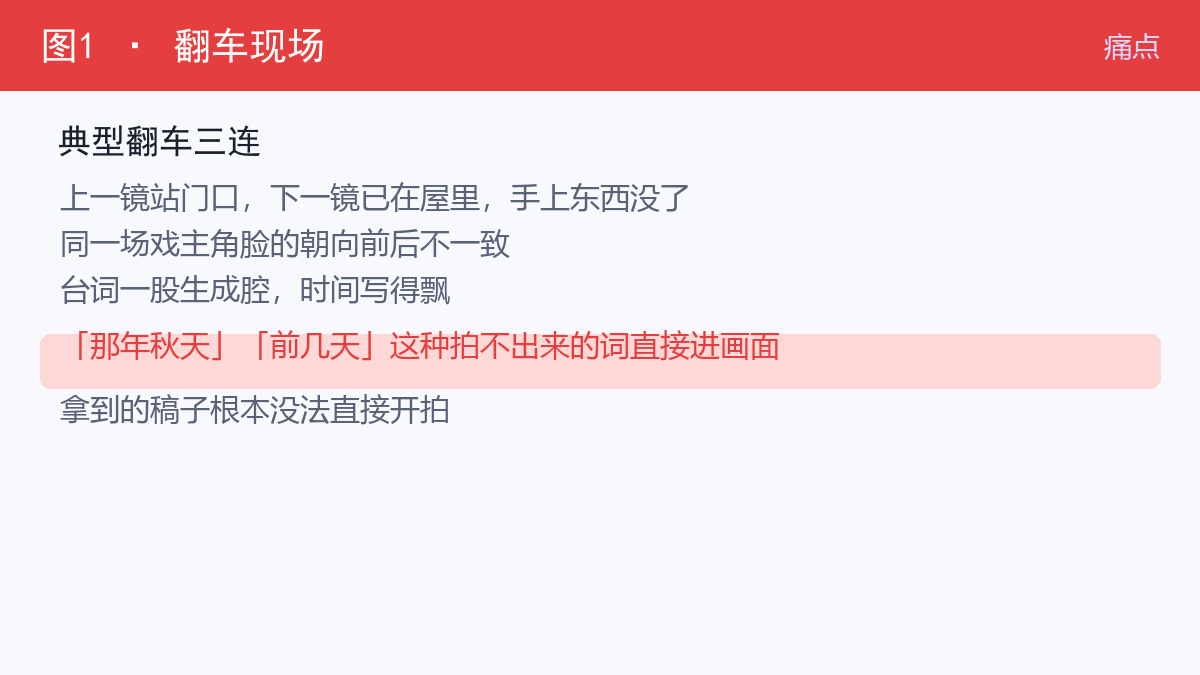 图1 · 翻车现场
痛点
典型翻车三连
上一镜站门口，下一镜已在屋里，手上东西没了
同一场戏主角脸的朝向前后不一致
台词一股生成腔，时间写得飘
「那年秋天」「前几天」这种拍不出来的词直接进画面
拿到的稿子根本没法直接开拍